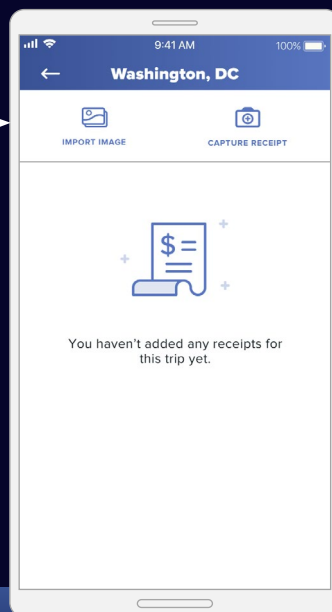 9:41 AM
100%
Washington, DC
IMPORT IMAGE
CAPTURE RECEIPT
$
You haven't added any receipts for
this trip yet.